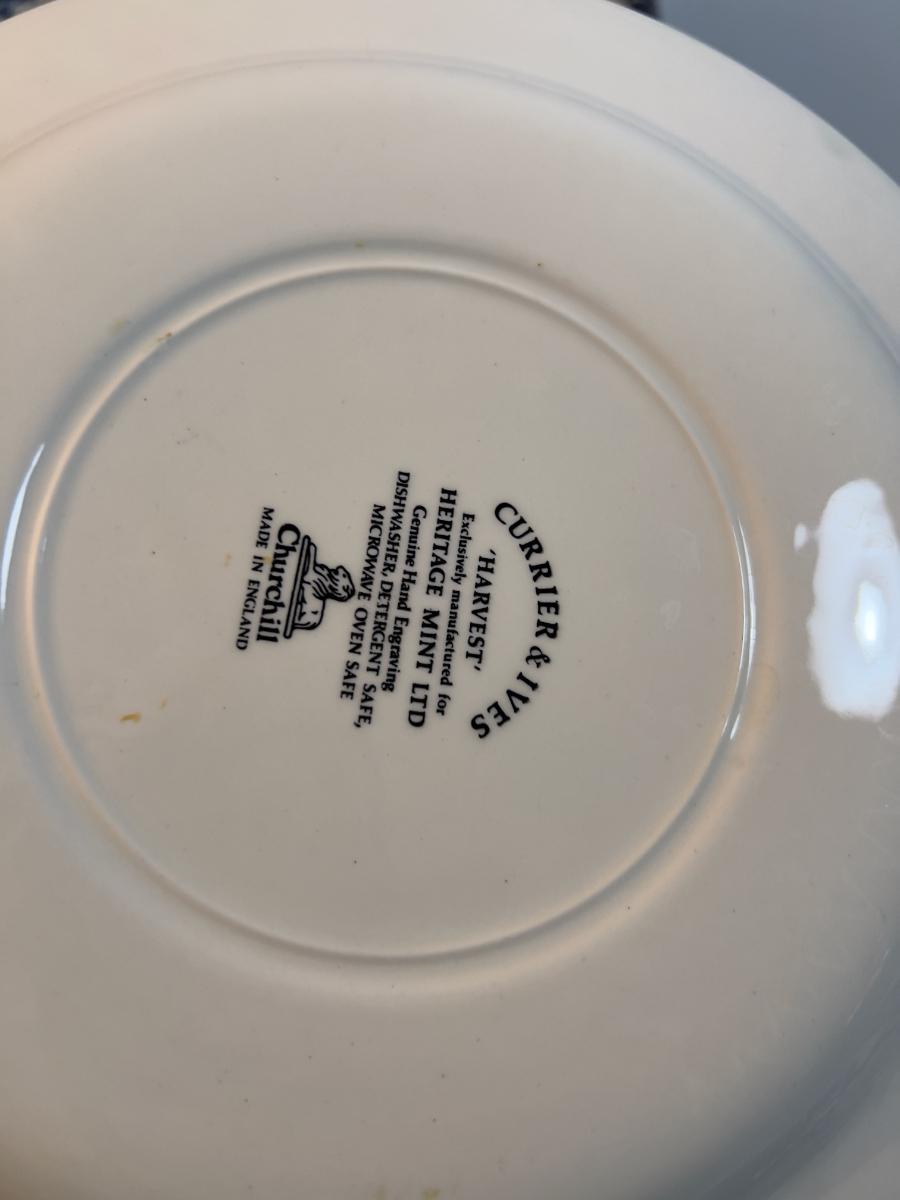 CURRIER & IVES
'HARVEST'
Exclusively manufactured for
HERITAGE MINT LTD
Genuine Hand Engraving
DISHWASHER, DETERGENT SAFE,
MICROWAVE OVEN SAFE
Churchill
MADE IN ENGLAND